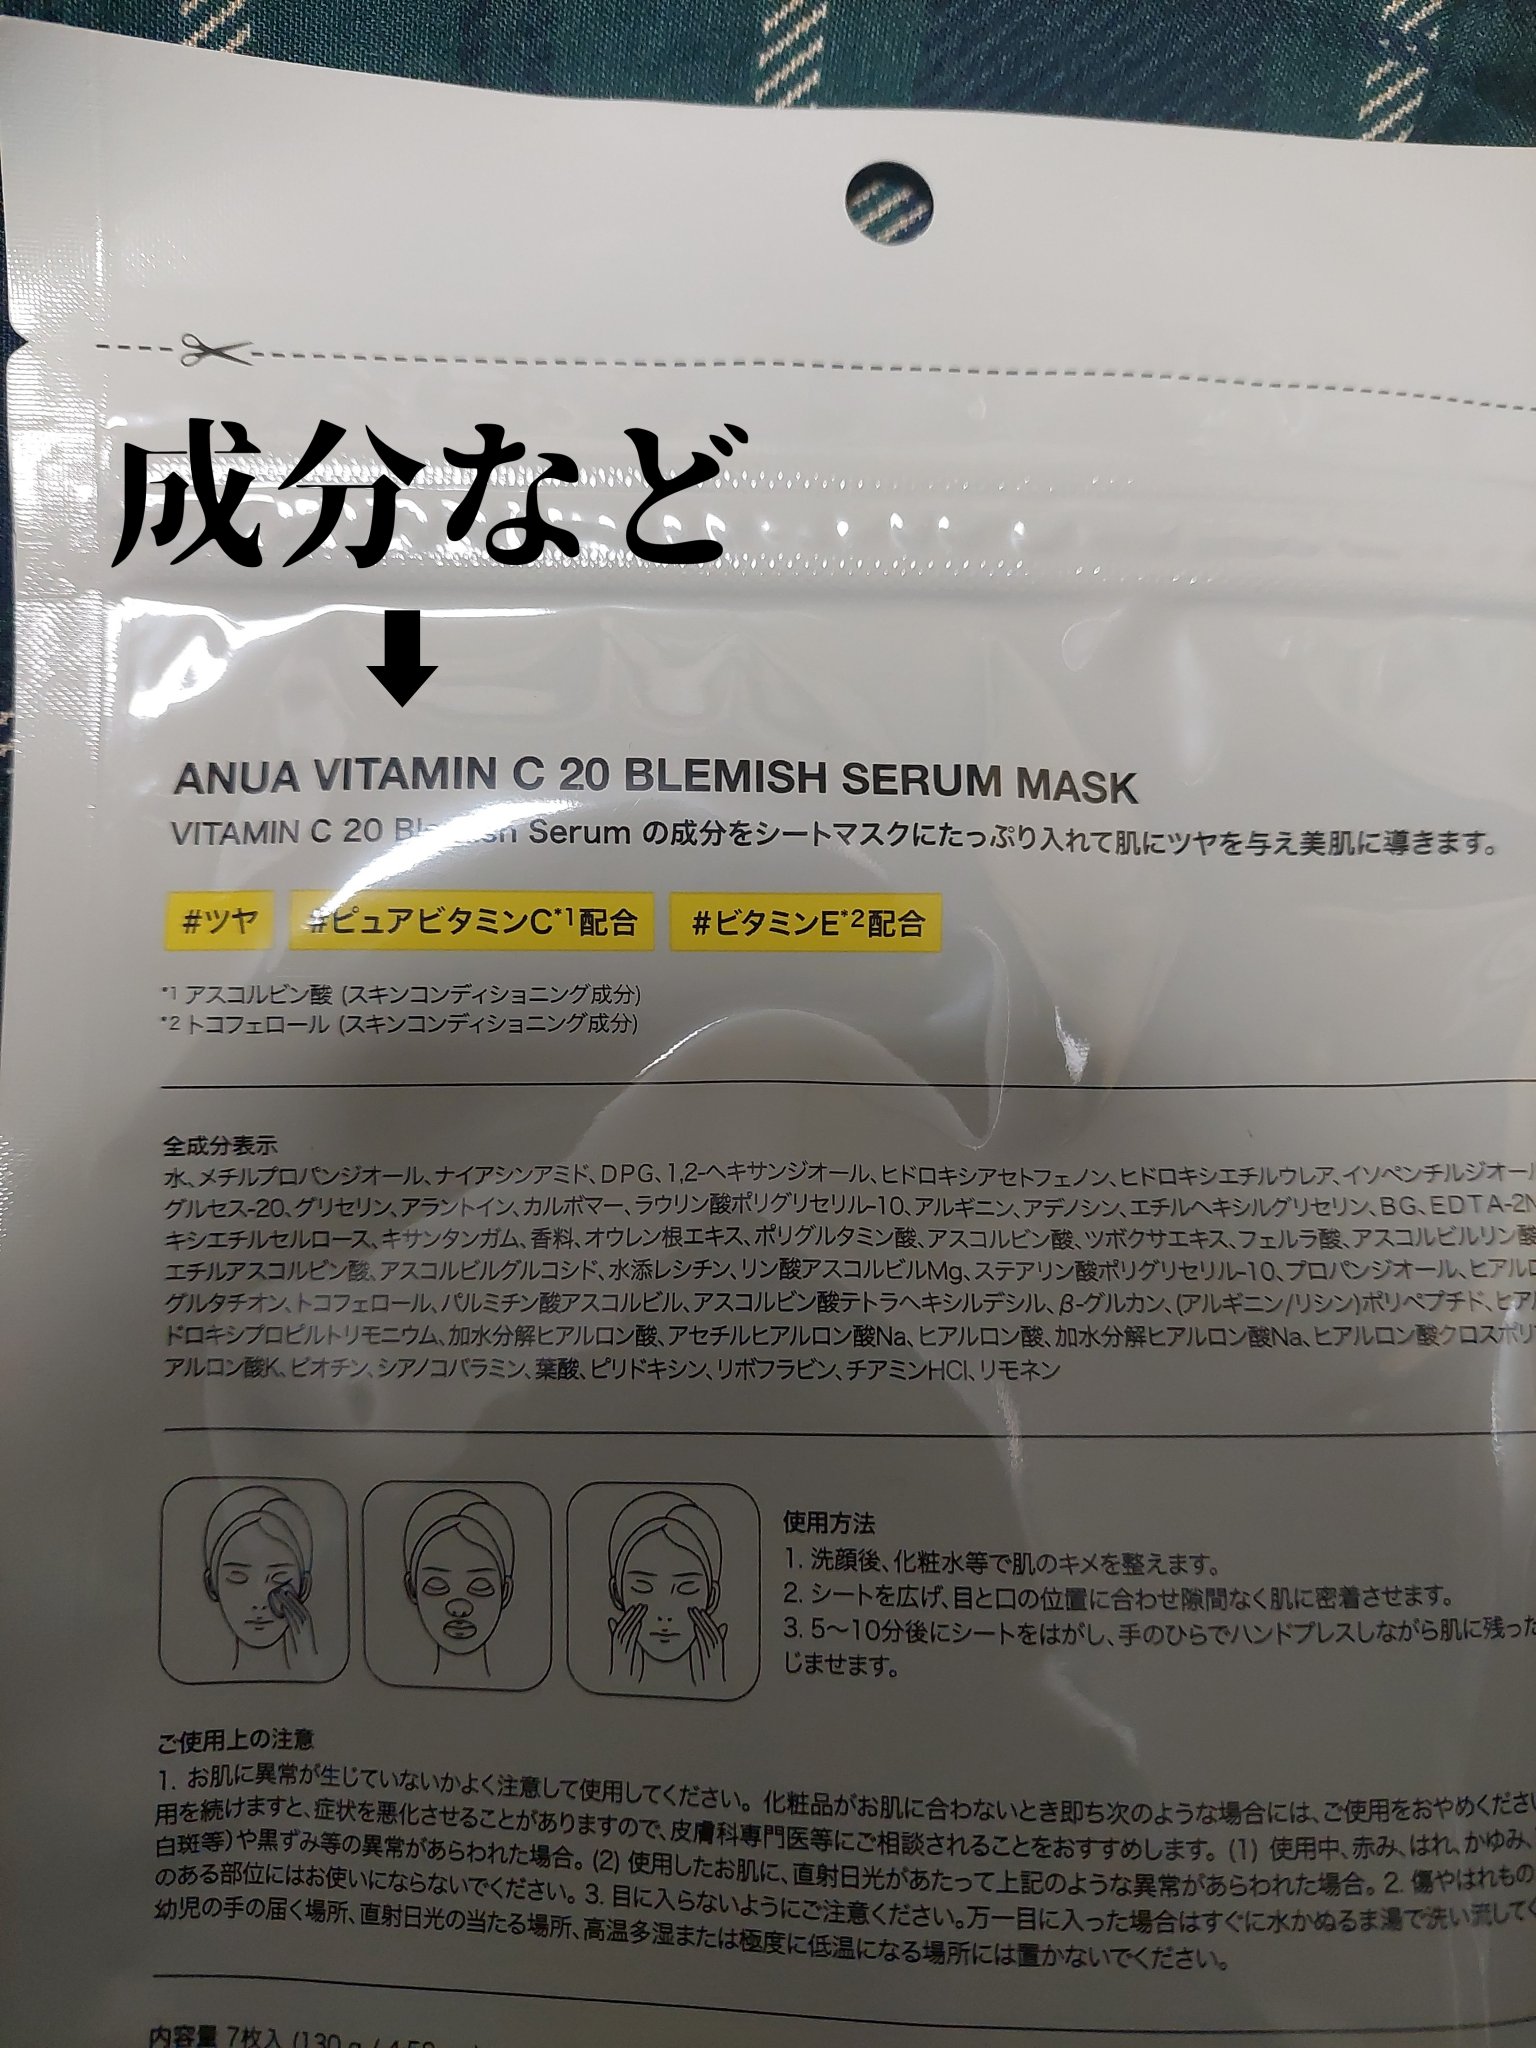 成分など
ANUA VITAMIN C 20 BLEMISH SERUM MASK
VITAMIN C 20 Blemish Serum の成分をシートマスクにたっぷり入れて肌にツヤを与え美肌に導きます。
#ツヤ #ピュアビタミンC*1配合 #ビタミンE*2配合
*1 アスコルビン酸 (スキンコンディショニング成分)
*2 トコフェロール (スキンコンディショニング成分)
全成分表示
水、メチルプロパンジオール、ナイアシンアミド、DPG、1,2-ヘキサンジオール、ヒドロキシアセトフェノン、ヒドロキシエチルウレア、イソペンチルジオール
グルセス-20、グリセリン、アラントイン、カルボマー、ラウリン酸ポリグリセリル-10、アルギニン、アデノシン、エチルヘキシルグリセリン、BG、EDTA-2N
キシエチルセルロース、キサンタンガム、香料、オウレン根エキス、ポリグルタミン酸、アスコルビン酸、ツボクサエキス、フェルラ酸、アスコルビルリン酸
エチルアスコルビン酸、アスコルビルグルコシド、水添レシチン、リン酸アスコルビルMg、ステアリン酸ポリグリセリル-10、プロパンジオール、ヒアルロ
グルタチオン、トコフェロール、パルミチン酸アスコルビル、アスコルビン酸テトラヘキシルデシル、β-グルカン、(アルギニン/リシン)ポリペプチド、ヒアル
ドロキシプロピルトリモニウム、加水分解ヒアルロン酸、アセチルヒアルロン酸Na、ヒアルロン酸、加水分解ヒアルロン酸Na、ヒアルロン酸クロスポリ
アルロン酸K、ビオチン、シアノコバラミン、葉酸、ピリドキシン、リボフラビン、チアミンHCl、リモネン
使用方法
1. 洗顔後、化粧水等で肌のキメを整えます。
2. シートを広げ、目と口の位置に合わせ隙間なく肌に密着させます。
3. 5〜10分後にシートをはがし、手のひらでハンドプレスしながら肌に残った
じませます。
ご使用上の注意
1. お肌に異常が生じていないかよく注意して使用してください。化粧品がお肌に合わないとき即ち次のような場合には、ご使用をおやめくださ
用を続けますと、症状を悪化させることがありますので、皮膚科専門医等にご相談されることをおすすめします。(1) 使用中、赤み、はれ、かゆみ、
白斑等)や黒ずみ等の異常があらわれた場合。(2) 使用したお肌に、直射日光があたって上記のような異常があらわれた場合。2. 傷やはれもの
のある部位にはお使いにならないでください。3. 目に入らないようにご注意ください。万一目に入った場合はすぐに水かぬるま湯で洗い流してく
幼児の手の届く場所、直射日光の当たる場所、高温多湿または極度に低温になる場所には置かないでください。
内容量 7枚入 (130 g /